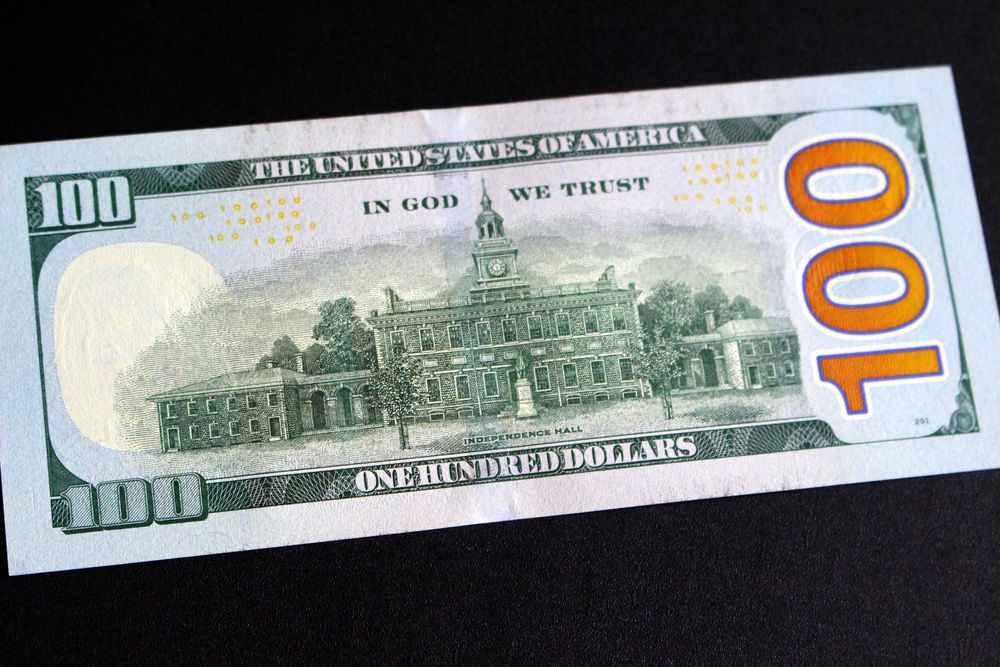 THE UNITED STATES OF AMERICA
100
IN GOD WE TRUST
100
INDEPENDENCE HALL
ONE HUNDRED DOLLARS
100
291